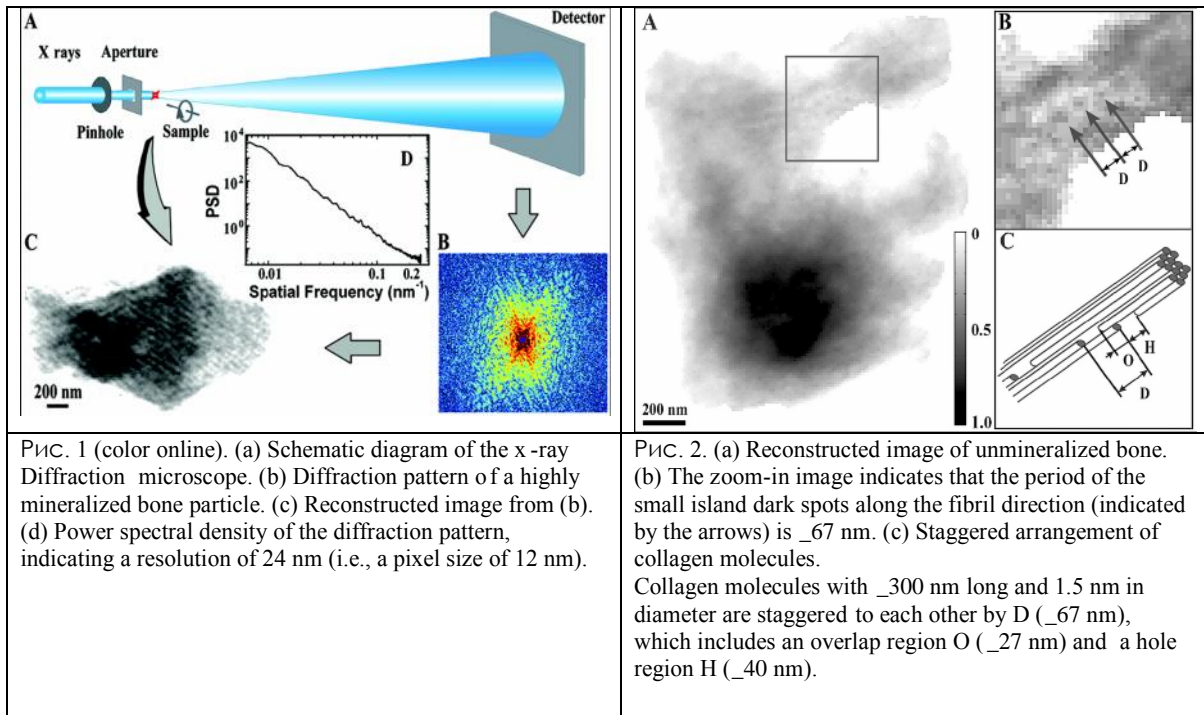 A
Detector
X rays
Aperture
Pinhole
Sample
D
10⁴
10²
10⁰
PSD
0.01
0.1
0.2
Spatial Frequency (nm⁻¹)
C
B
200 nm
A
B
D
D
0
0.5
1.0
C
O
H
D
200 nm
Рис. 1 (color online). (a) Schematic diagram of the x -ray
Diffraction microscope. (b) Diffraction pattern of a highly
mineralized bone particle. (c) Reconstructed image from (b).
(d) Power spectral density of the diffraction pattern,
indicating a resolution of 24 nm (i.e., a pixel size of 12 nm).
Рис. 2. (a) Reconstructed image of unmineralized bone.
(b) The zoom-in image indicates that the period of the
small island dark spots along the fibril direction (indicated
by the arrows) is _67 nm. (c) Staggered arrangement of
collagen molecules.
Collagen molecules with _300 nm long and 1.5 nm in
diameter are staggered to each other by D (_67 nm),
which includes an overlap region O (_27 nm) and a hole
region H (_40 nm).